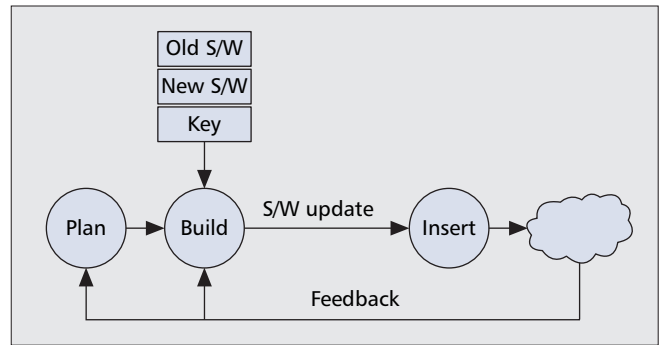 Old S/W
New S/W
Key
Plan
Build
S/W update
Insert
Feedback